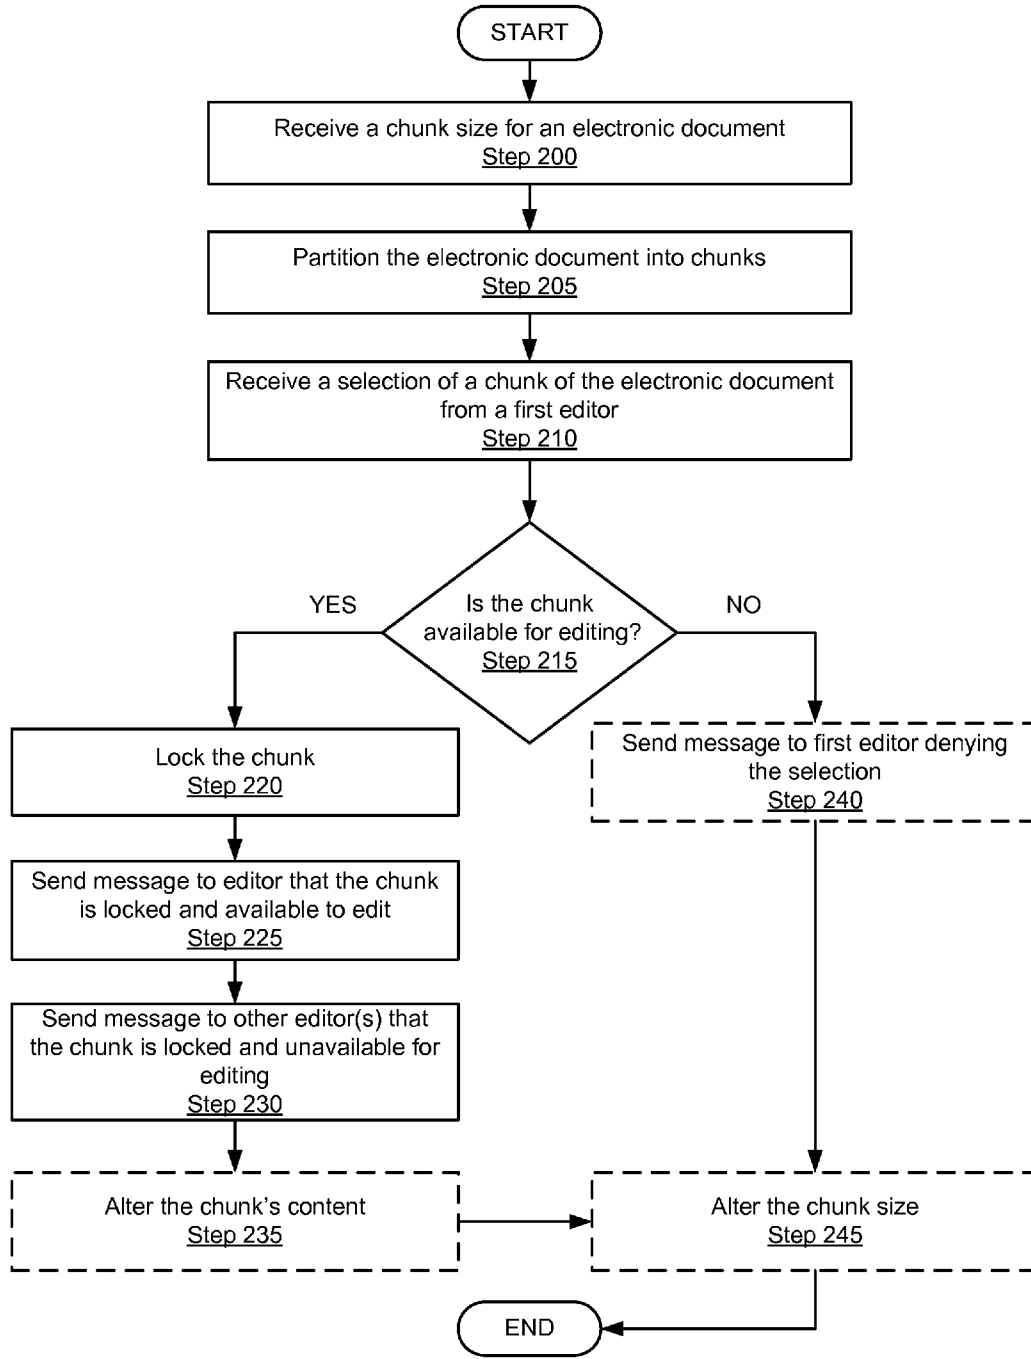 START
Receive a chunk size for an electronic document
Step 200
Partition the electronic document into chunks
Step 205
Receive a selection of a chunk of the electronic document
from a first editor
Step 210
YES
Is the chunk
available for editing?
Step 215
NO
Lock the chunk
Step 220
Send message to first editor denying
the selection
Step 240
Send message to editor that the chunk
is locked and available to edit
Step 225
Send message to other editor(s) that
the chunk is locked and unavailable for
editing
Step 230
Alter the chunk's content
Step 235
Alter the chunk size
Step 245
END